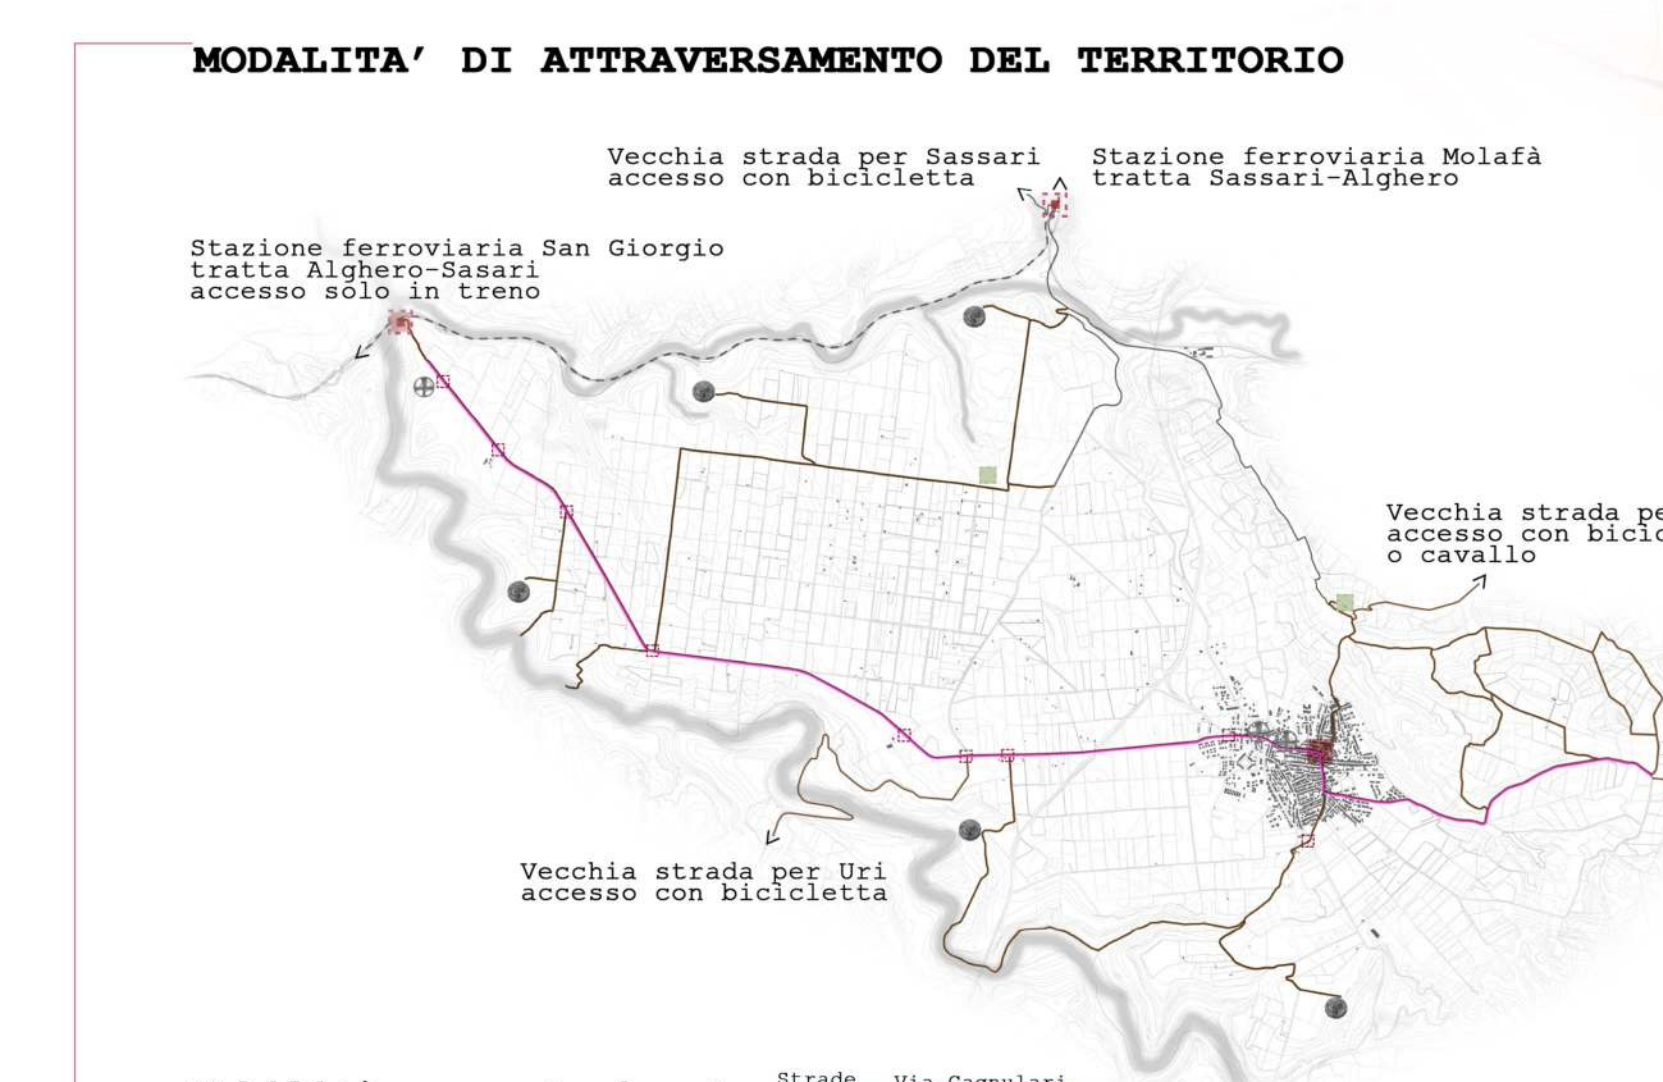 MODALITA’ DI ATTRAVERSAMENTO DEL TERRITORIO
Vecchia strada per Sassari
accesso con bicicletta
Stazione ferroviaria Molafà
tratta Sassari-Alghero
Stazione ferroviaria San Giorgio
tratta Alghero-Sasari
accesso solo in treno
Vecchia strada pe
accesso con bicic
o cavallo
Vecchia strada per Uri
accesso con bicicletta
Strade
Via Cagnulari